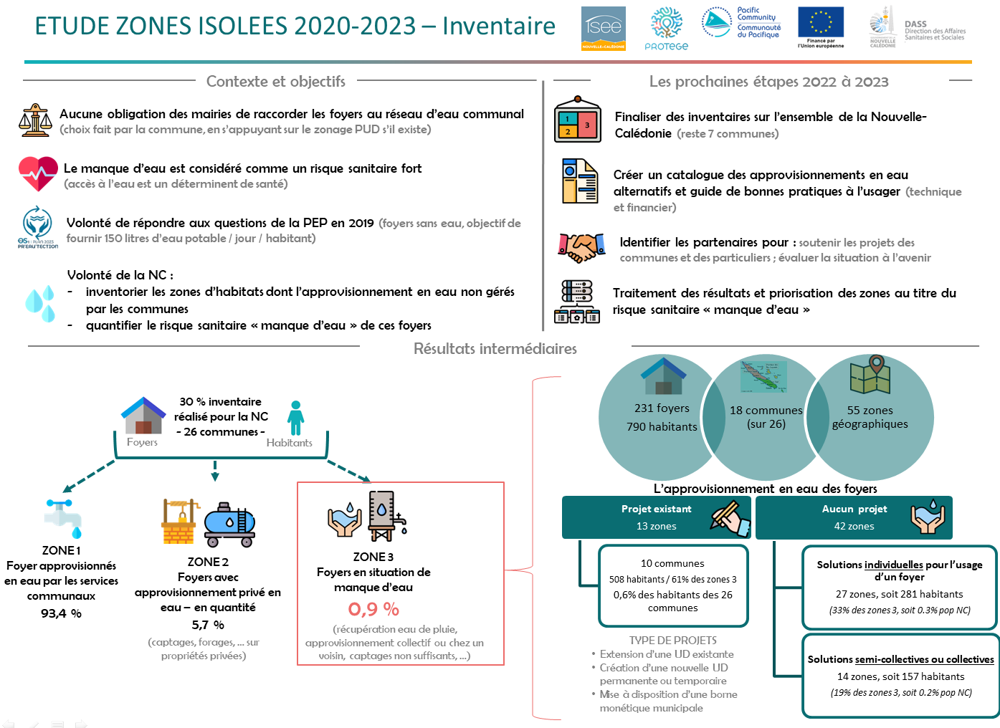 ETUDE ZONES ISOLEES 2020-2023 – Inventaire
isee
NOUVELLE-CALÉDONIE
PROTEGE
Pacific
Community
Communauté
du Pacifique
Financé par
l'Union européenne
GOUVERNEMENT DE LA
NOUVELLE
CALÉDONIE
DASS
Direction des Affaires
Sanitaires et Sociales
Contexte et objectifs
Aucune obligation des mairies de raccorder les foyers au réseau d'eau communal
(choix fait par la commune, en s'appuyant sur le zonage PUD s'il existe)
Le manque d'eau est considéré comme un risque sanitaire fort
(accès à l'eau est un déterminent de santé)
PR'EAU'TECTION
Volonté de répondre aux questions de la PEP en 2019 (foyers sans eau, objectif de
fournir 150 litres d'eau potable / jour / habitant)
Volonté de la NC :
- inventorier les zones d'habitats dont l'approvisionnement en eau non gérés
par les communes
- quantifier le risque sanitaire « manque d'eau » de ces foyers
Les prochaines étapes 2022 à 2023
1
2
3
Finaliser des inventaires sur l'ensemble de la Nouvelle-
Calédonie (reste 7 communes)
Créer un catalogue des approvisionnements en eau
alternatifs et guide de bonnes pratiques à l'usager (technique
et financier)
Identifier les partenaires pour : soutenir les projets des
communes et des particuliers ; évaluer la situation à l'avenir
Traitement des résultats et priorisation des zones au titre du
risque sanitaire « manque d'eau »
Résultats intermédiaires
30 % inventaire
réalisé pour la NC
- 26 communes -
Foyers
Habitants
ZONE 1
Foyer approvisionnés
en eau par les services
communaux
93,4 %
ZONE 2
Foyers avec
approvisionnement privé en
eau – en quantité
5,7 %
(captages, forages, ... sur
propriétés privées)
ZONE 3
Foyers en situation de
manque d'eau
0,9 %
(récupération eau de pluie,
approvisionnement collectif ou chez un
voisin, captages non suffisants, ...)
231 foyers
790 habitants
18 communes
(sur 26)
55 zones
géographiques
L'approvisionnement en eau des foyers
Projet existant
13 zones
10 communes
508 habitants / 61% des zones 3
0,6% des habitants des 26
communes
TYPE DE PROJETS
• Extension d'une UD existante
• Création d'une nouvelle UD
permanente ou temporaire
• Mise à disposition d'une borne
monétique municipale
Aucun projet
42 zones
Solutions individuelles pour l'usage
d'un foyer
27 zones, soit 281 habitants
(33% des zones 3, soit 0.3% pop NC)
Solutions semi-collectives ou collectives
14 zones, soit 157 habitants
(19% des zones 3, soit 0.2% pop NC)